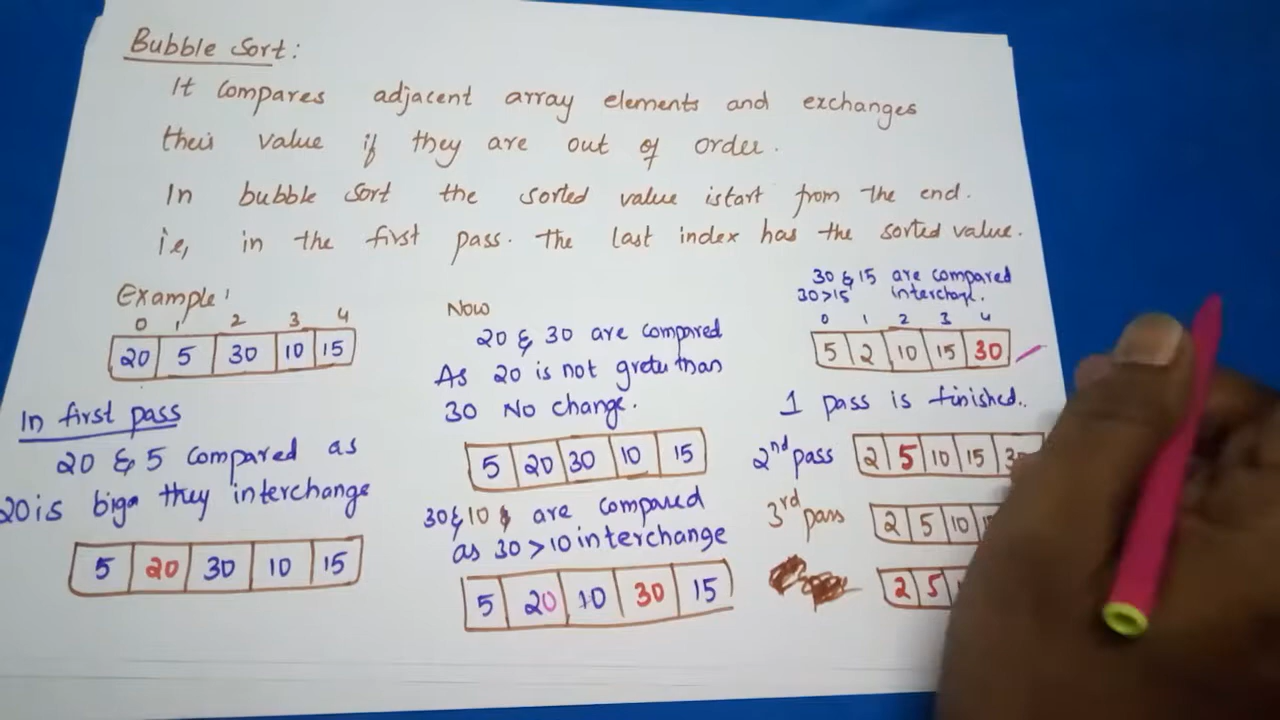 Bubble Sort:
It compares adjacent array elements and exchanges
their value if they are out of order.
In bubble sort the sorted value is start from the end.
i.e, in the first pass. The last index has the sorted value.
Example:
0 1 2 3 4
20 5 30 10 15
In first pass
20 & 5 compared as
20 is biga they interchange
5 20 30 10 15
Now
20 & 30 are compared
As 20 is not greter than
30 No change.
5 20 30 10 15
30 & 10 are compared
as 30 > 10 interchange
5 20 10 30 15
30 & 15 are compared
30>15 interchange.
0 1 2 3 4
5 2 10 15 30
1 pass is finished..
2nd pass 2 5 10 15
3rd pass 2 5 10
2 5